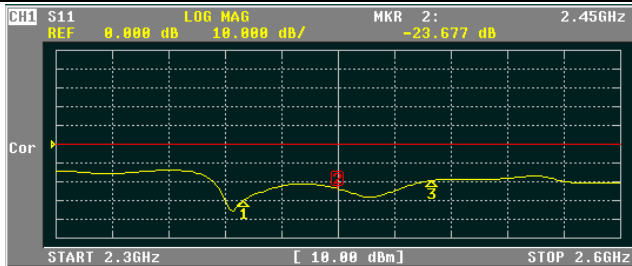 CH1 S11 LOG MAG MKR 2: 2.45GHz
REF 0.000 dB 10.000 dB/ -23.677 dB
Cor
2
1
3
START 2.3GHz [ 10.00 dBm] STOP 2.6GHz